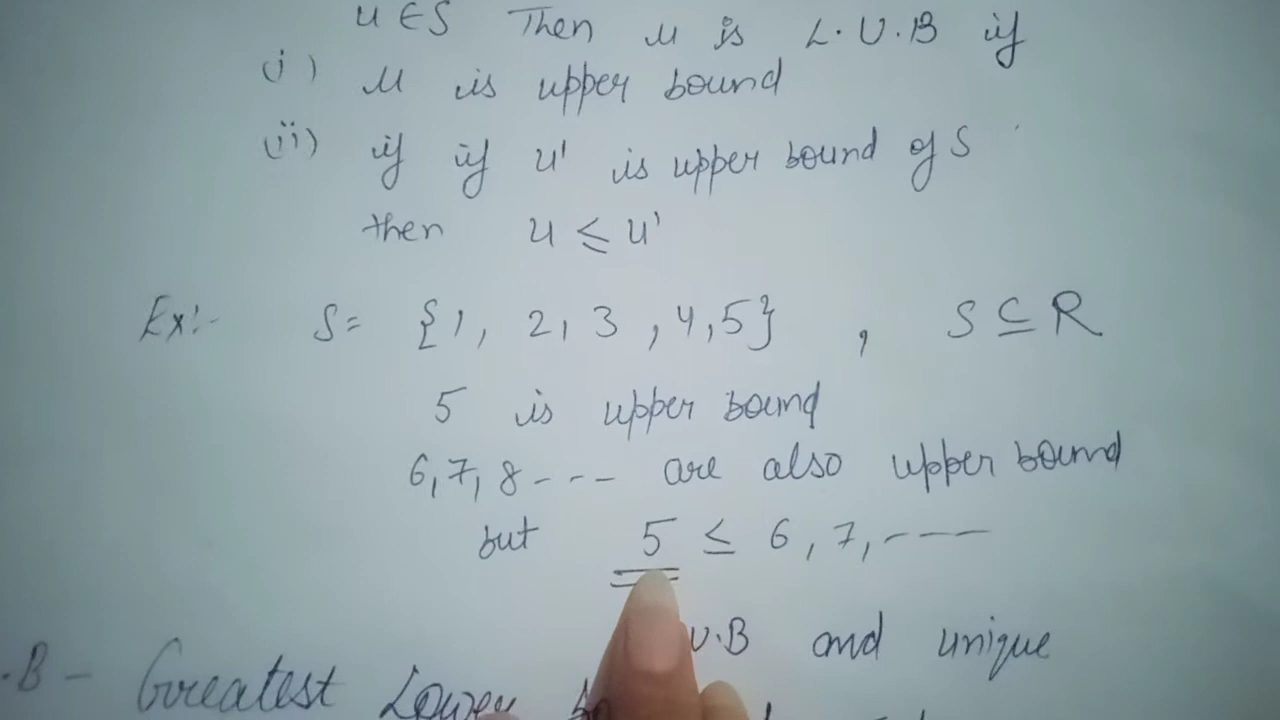 u ∈ S Then u is L.U.B if
(i) u is upper bound
(ii) if if u' is upper bound of S
then u ≤ u'
Ex:- S = {1, 2, 3, 4, 5} , S ⊆ R
5 is upper bound
6, 7, 8 --- are also upper bound
but 5 ≤ 6, 7, ----
U.B and unique
.B - Greatest Lower